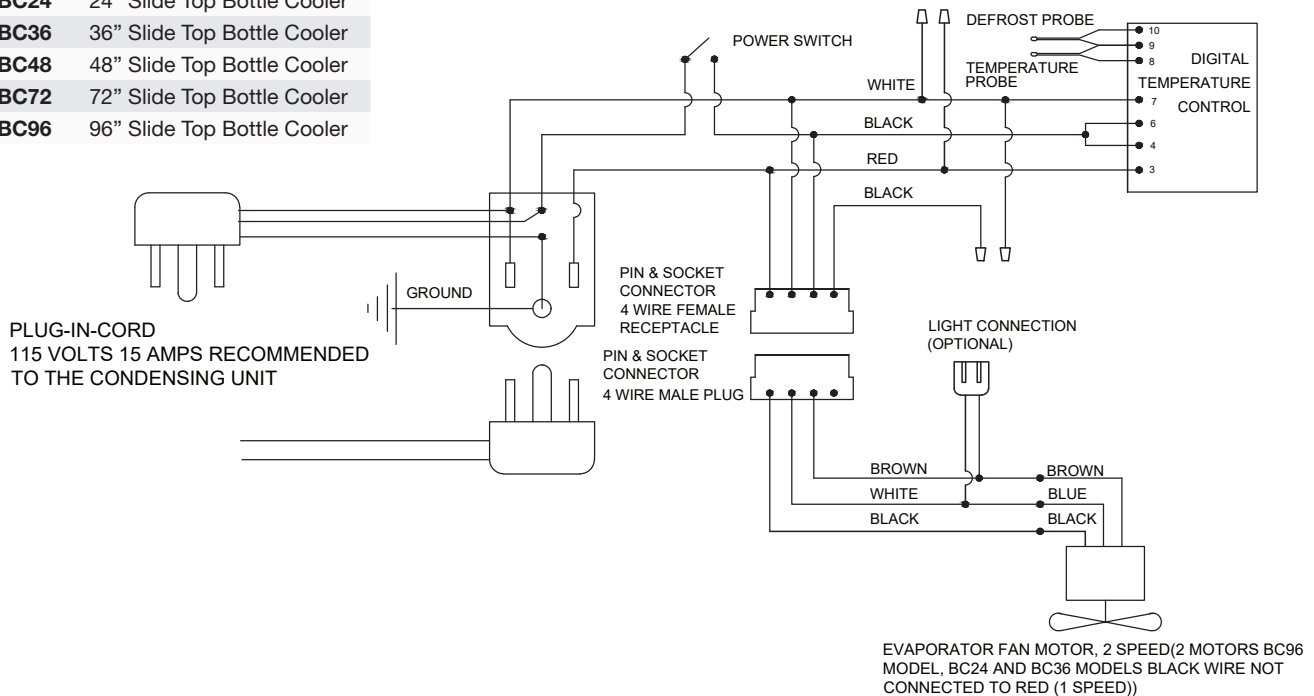 BC24 24” Slide Top Bottle Cooler
BC36 36” Slide Top Bottle Cooler
BC48 48” Slide Top Bottle Cooler
BC72 72” Slide Top Bottle Cooler
BC96 96” Slide Top Bottle Cooler
POWER SWITCH
DEFROST PROBE
TEMPERATURE
PROBE
10
9
8
7
6
4
3
DIGITAL
TEMPERATURE
CONTROL
WHITE
BLACK
RED
BLACK
GROUND
PLUG-IN-CORD
115 VOLTS 15 AMPS RECOMMENDED
TO THE CONDENSING UNIT
PIN & SOCKET
CONNECTOR
4 WIRE FEMALE
RECEPTACLE
PIN & SOCKET
CONNECTOR
4 WIRE MALE PLUG
LIGHT CONNECTION
(OPTIONAL)
BROWN
WHITE
BLACK
BROWN
BLUE
BLACK
EVAPORATOR FAN MOTOR, 2 SPEED(2 MOTORS BC96
MODEL, BC24 AND BC36 MODELS BLACK WIRE NOT
CONNECTED TO RED (1 SPEED))